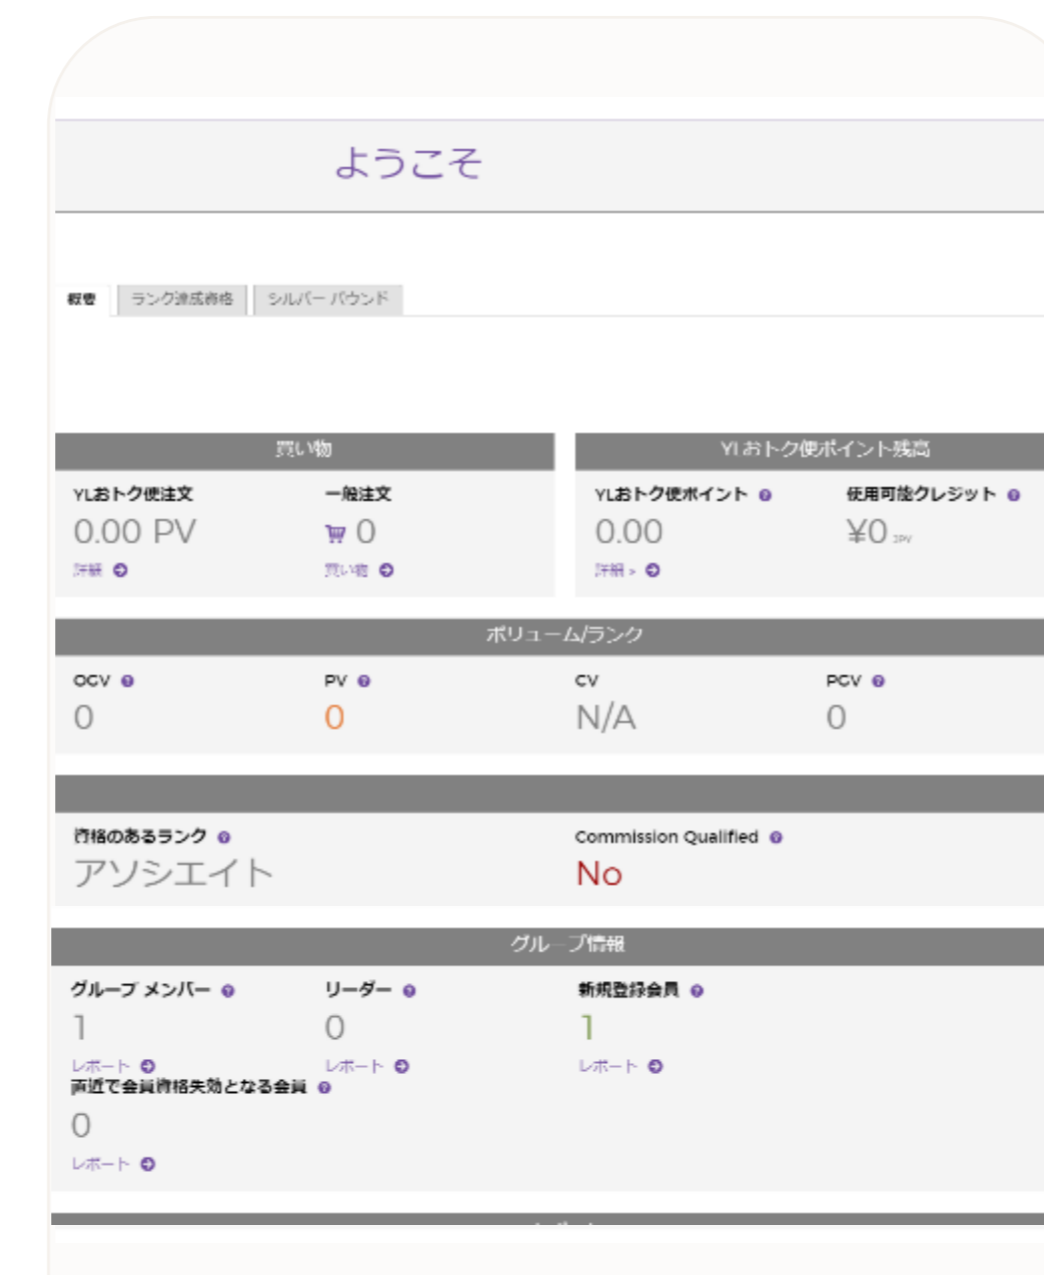 ようこそ
概要 ランク達成資格 シルバー バウンド
買い物
YLおトク便ポイント残高
YLおトク便注文 一般注文
0.00 PV 0
詳細 買い物
YLおトク便ポイント 使用可能クレジット
0.00 ¥0 JPY
詳細 >
ボリューム/ランク
OGV PV CV PGV
0 0 N/A 0
資格のあるランク Commission Qualified
アソシエイト No
グループ情報
グループ メンバー リーダー 新規登録会員
1 0 1
レポート レポート レポート
直近で会員資格失効となる会員
0
レポート